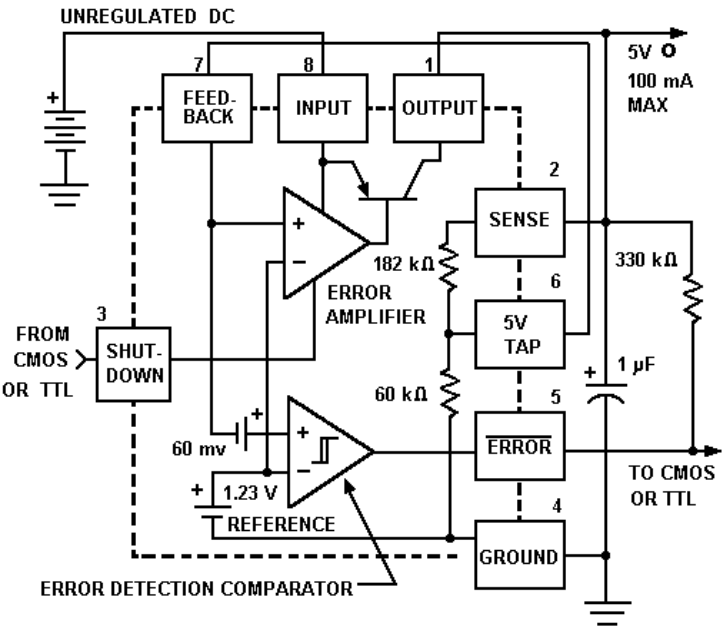 UNREGULATED DC
7
8
1
FEED-
BACK
INPUT
OUTPUT
5V O
100 mA
MAX
2
SENSE
182 kΩ
330 kΩ
6
5V
TAP
ERROR
AMPLIFIER
3
FROM
CMOS
OR TTL
SHUT-
DOWN
60 kΩ
1 µF
5
ERROR
60 mv
TO CMOS
OR TTL
1.23 V
REFERENCE
4
GROUND
ERROR DETECTION COMPARATOR
+
+
−
+
+
−
+
+